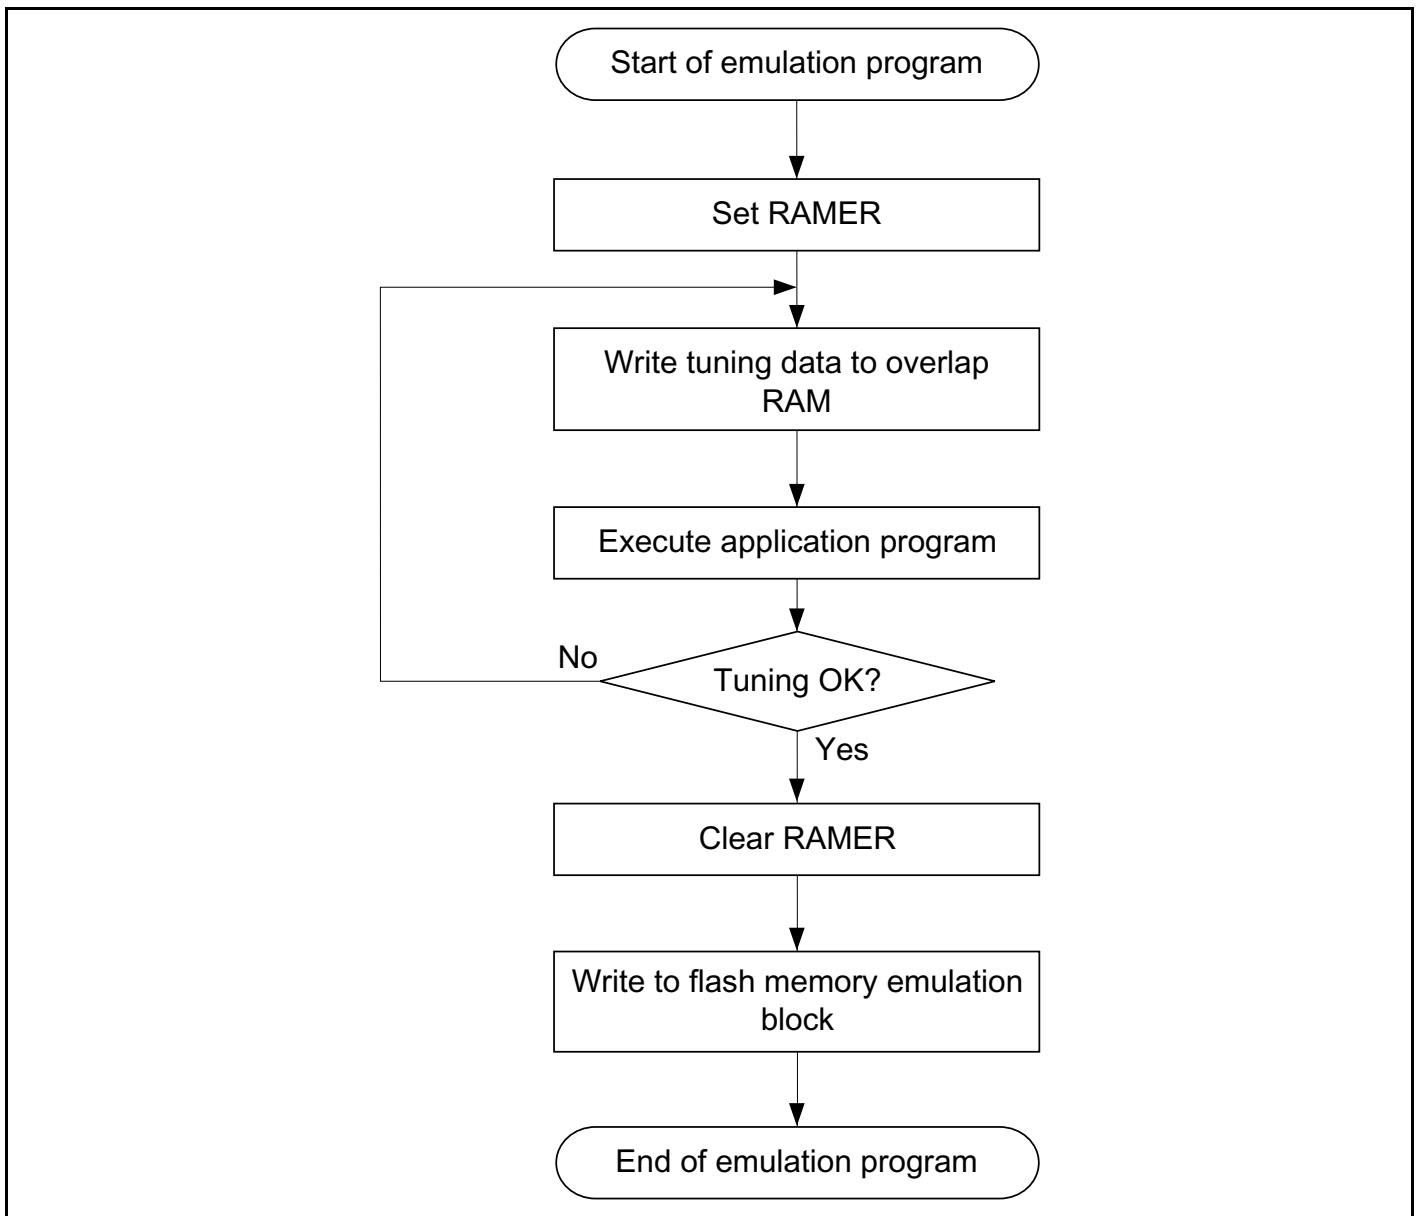 Start of emulation program
Set RAMER
Write tuning data to overlap
RAM
Execute application program
No
Tuning OK?
Yes
Clear RAMER
Write to flash memory emulation
block
End of emulation program